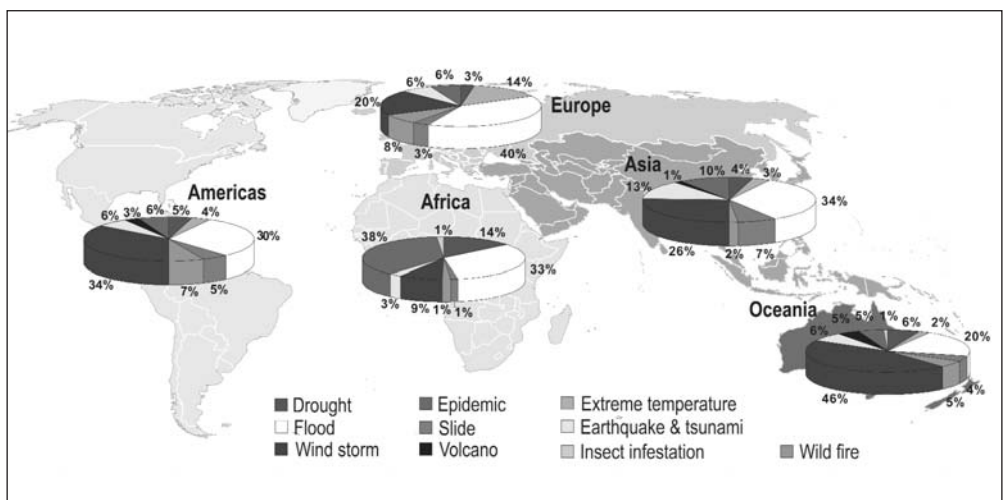 6% 6% 3% 14%
20%
Europe
8% 3% 40%
Americas
6% 3% 6% 5% 4%
30%
34% 7% 5%
Africa
38% 1% 14%
33%
3% 9% 1% 1%
Asia
13% 1% 10% 4% 3%
34%
26% 2% 7%
Oceania
6% 5% 5% 1% 6% 2% 20%
46% 5% 4%
Drought Epidemic Extreme temperature
Flood Slide Earthquake & tsunami
Wind storm Volcano Insect infestation Wild fire